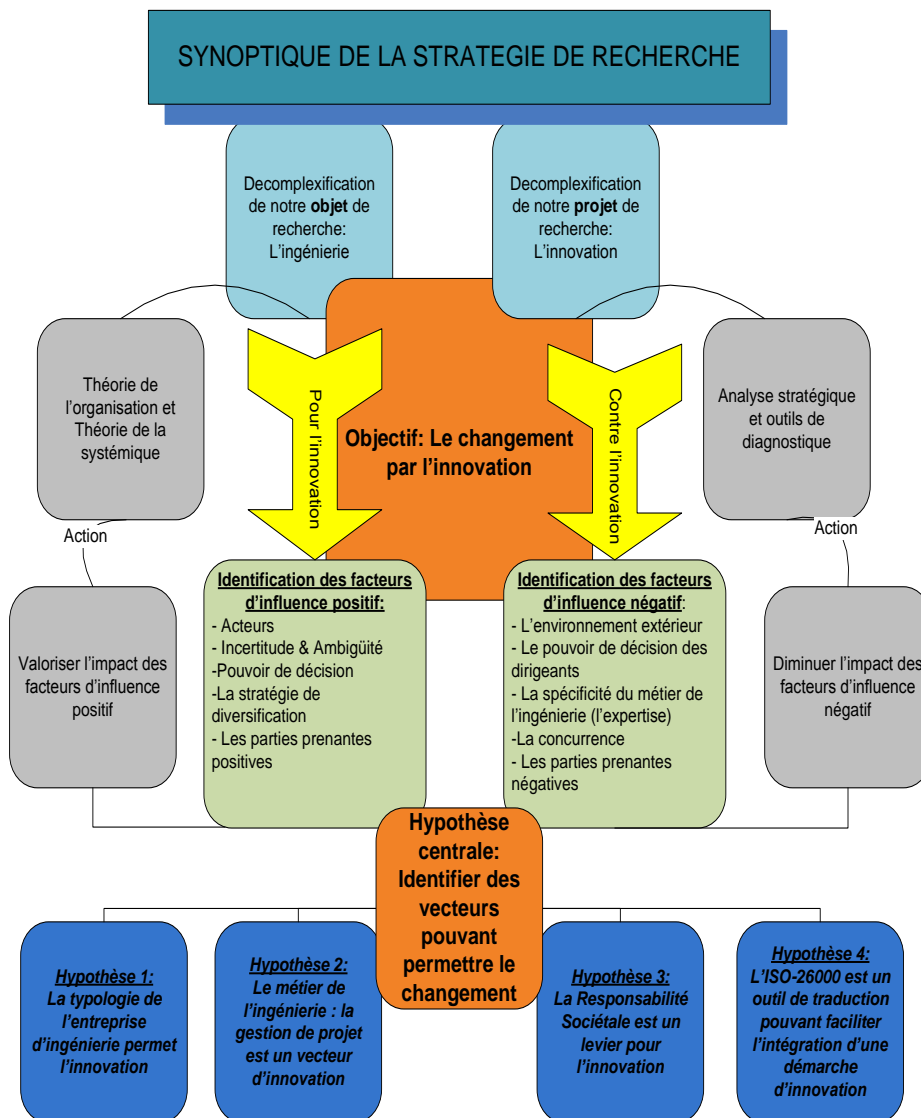 SYNOPTIQUE DE LA STRATEGIE DE RECHERCHE
Decomplexification
de notre objet de
recherche:
L'ingénierie
Decomplexification
de notre projet de
recherche:
L'innovation
Théorie de
l'organisation et
Théorie de la
systémique
Pour l'innovation
Objectif: Le changement
par l'innovation
Contre l'innovation
Analyse stratégique
et outils de
diagnostique
Action
Action
Valoriser l'impact des
facteurs d'influence
positif
Identification des facteurs
d'influence positif:
- Acteurs
- Incertitude & Ambigüité
-Pouvoir de décision
-La stratégie de
diversification
- Les parties prenantes
positives
Identification des facteurs
d'influence négatif:
- L'environnement extérieur
- Le pouvoir de décision des
dirigeants
- La spécificité du métier de
l'ingénierie (l'expertise)
-La concurrence
- Les parties prenantes
négatives
Diminuer l'impact des
facteurs d'influence
négatif
Hypothèse
centrale:
Identifier des
vecteurs
pouvant
permettre le
changement
Hypothèse 1:
La typologie de
l'entreprise
d'ingénierie permet
l'innovation
Hypothèse 2:
Le métier de
l'ingénierie : la
gestion de projet
est un vecteur
d'innovation
Hypothèse 3:
La Responsabilité
Sociétale est un
levier pour
l'innovation
Hypothèse 4:
L'ISO-26000 est un
outil de traduction
pouvant faciliter
l'intégration d'une
démarche
d'innovation